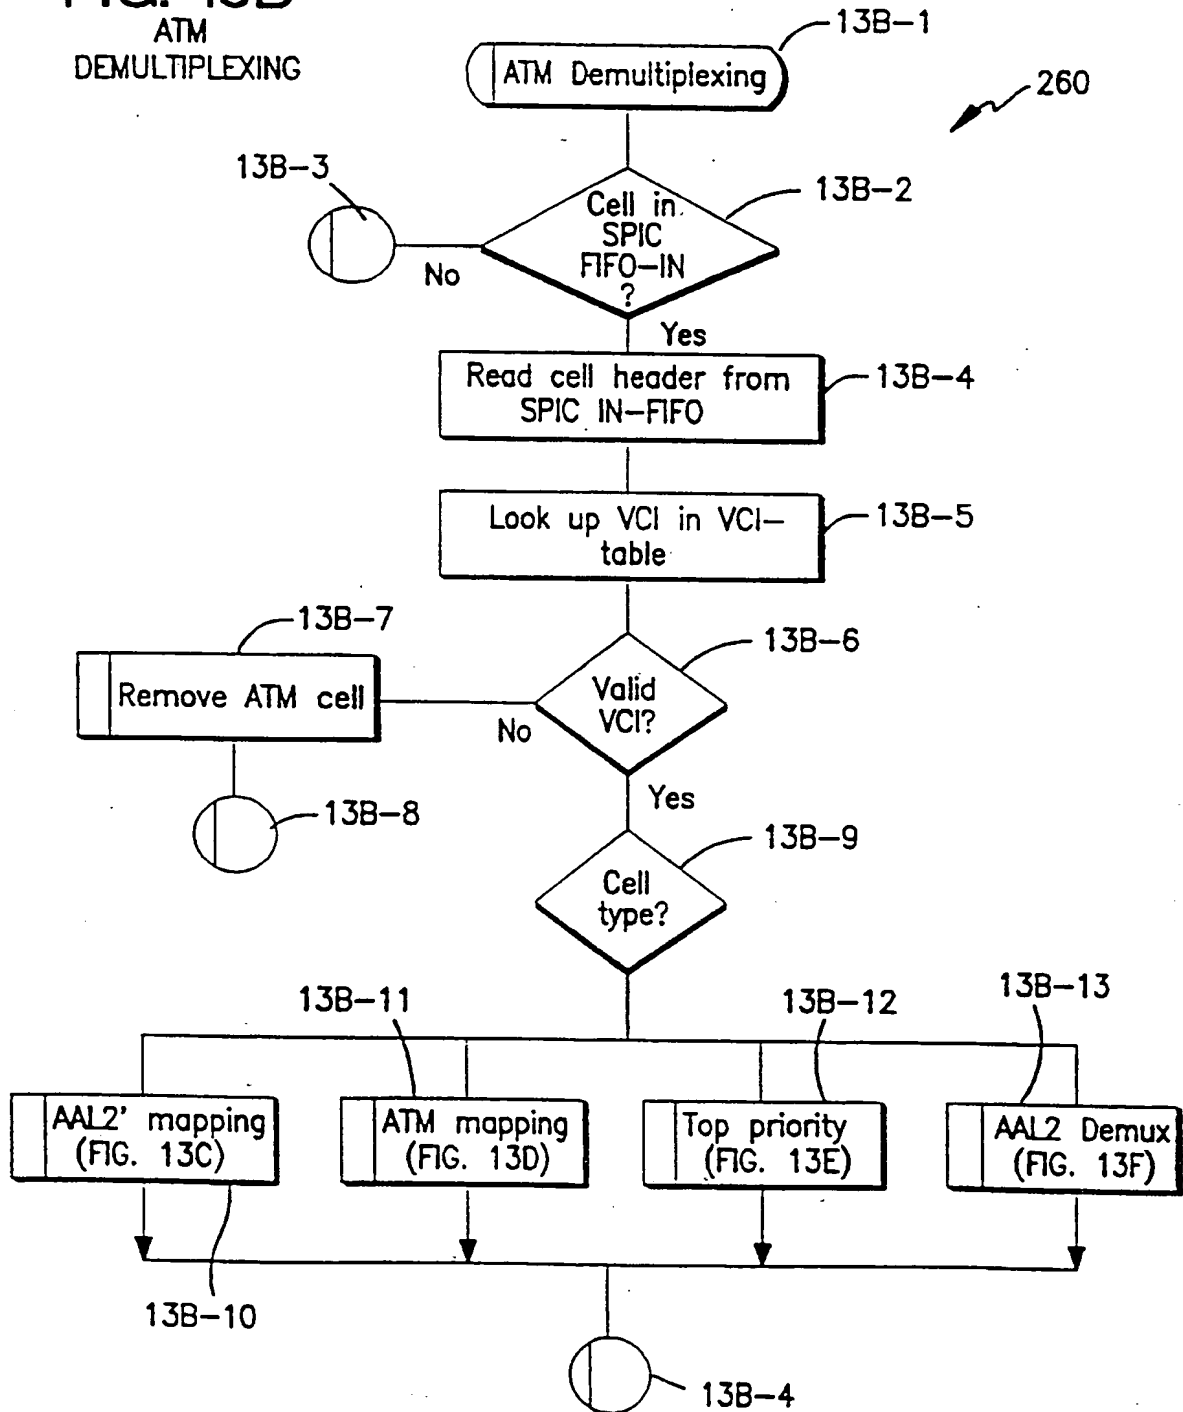 FIG. 13B
ATM
DEMULTIPLEXING
13B-1
ATM Demultiplexing
260
13B-3
13B-2
Cell in
SPIC
FIFO-IN
?
No
Yes
Read cell header from
SPIC IN-FIFO
13B-4
Look up VCI in VCI-
table
13B-5
13B-7
13B-6
Remove ATM cell
Valid
VCI?
No
Yes
13B-8
13B-9
Cell
type?
13B-11
13B-12
13B-13
AAL2' mapping
(FIG. 13C)
ATM mapping
(FIG. 13D)
Top priority
(FIG. 13E)
AAL2 Demux
(FIG. 13F)
13B-10
13B-4